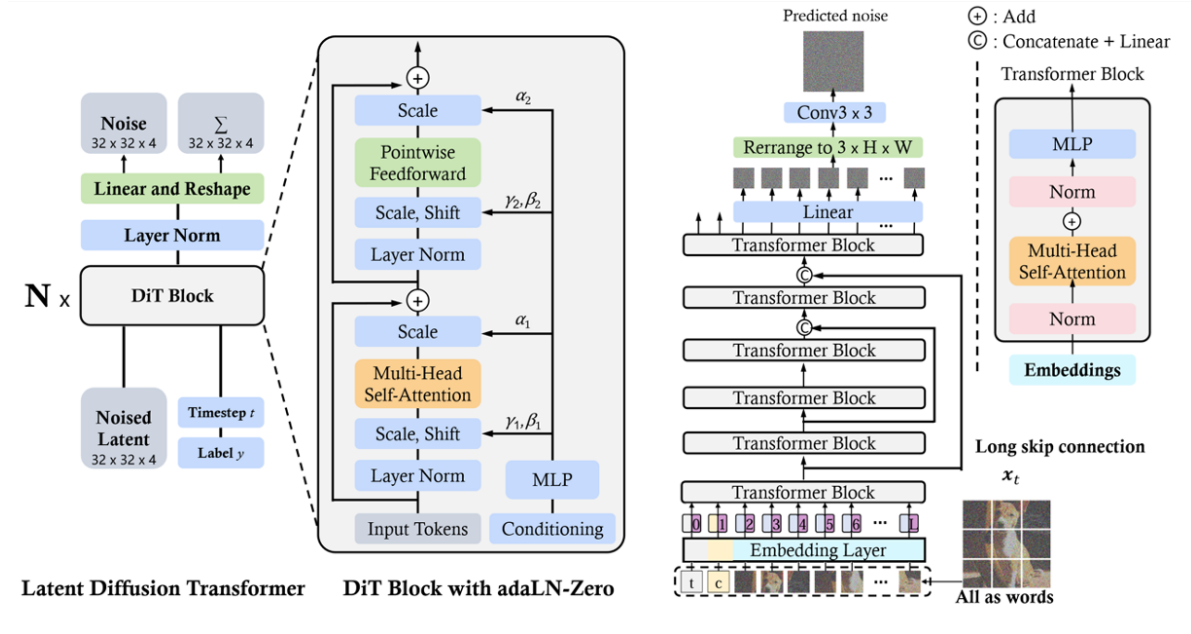 Noise
32 x 32 x 4
∑
32 x 32 x 4
Linear and Reshape
Layer Norm
N x
DiT Block
Noised
Latent
32 x 32 x 4
Timestep t
Label y
Latent Diffusion Transformer
+
Scale
α2
Pointwise
Feedforward
Scale, Shift
γ2, β2
Layer Norm
+
Scale
α1
Multi-Head
Self-Attention
Scale, Shift
γ1, β1
Layer Norm
MLP
Input Tokens
Conditioning
DiT Block with adaLN-Zero
Predicted noise
Conv3 x 3
Rerrange to 3 x H x W
...
Linear
...
Transformer Block
C
Transformer Block
C
Transformer Block
Transformer Block
Transformer Block
Transformer Block
0 1 2 3 4 5 6 ... L
Embedding Layer
t c ...
Long skip connection
xt
All as words
+ : Add
C : Concatenate + Linear
Transformer Block
MLP
Norm
+
Multi-Head
Self-Attention
Norm
Embeddings